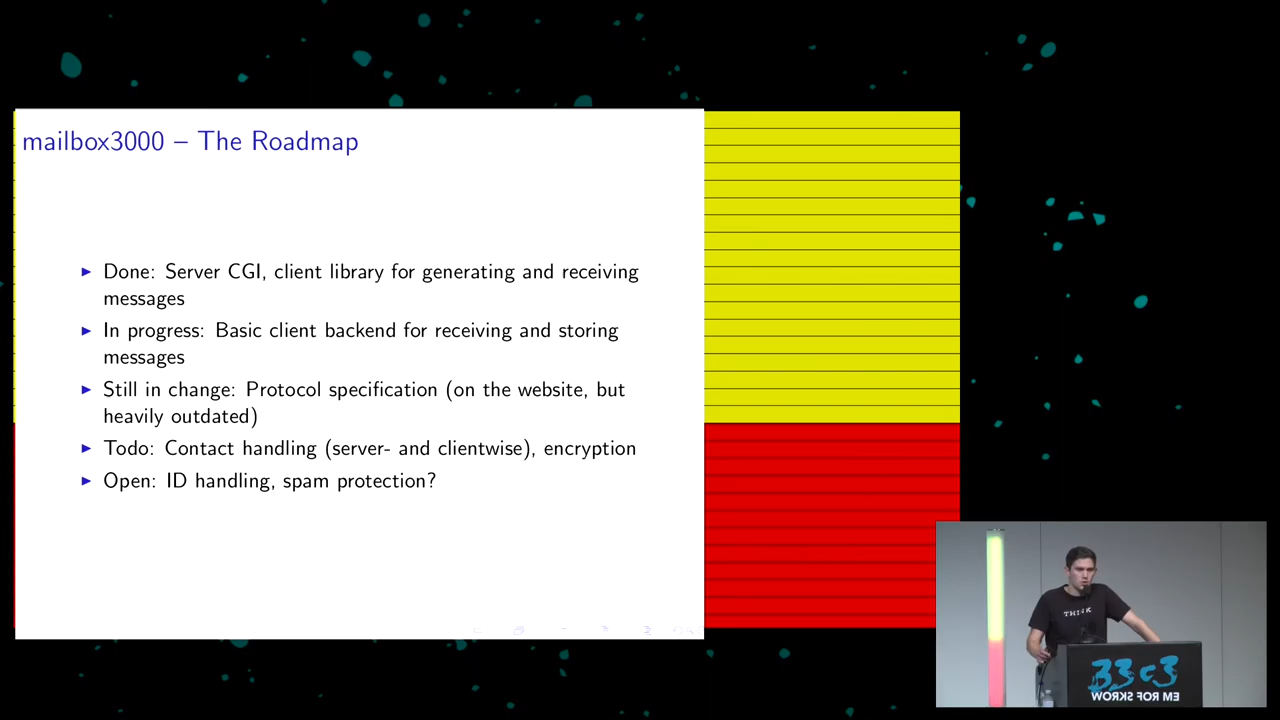 mailbox3000 – The Roadmap
▶ Done: Server CGI, client library for generating and receiving
messages
▶ In progress: Basic client backend for receiving and storing
messages
▶ Still in change: Protocol specification (on the website, but
heavily outdated)
▶ Todo: Contact handling (server- and clientwise), encryption
▶ Open: ID handling, spam protection?
THINK
33c3
WORKS FOR ME